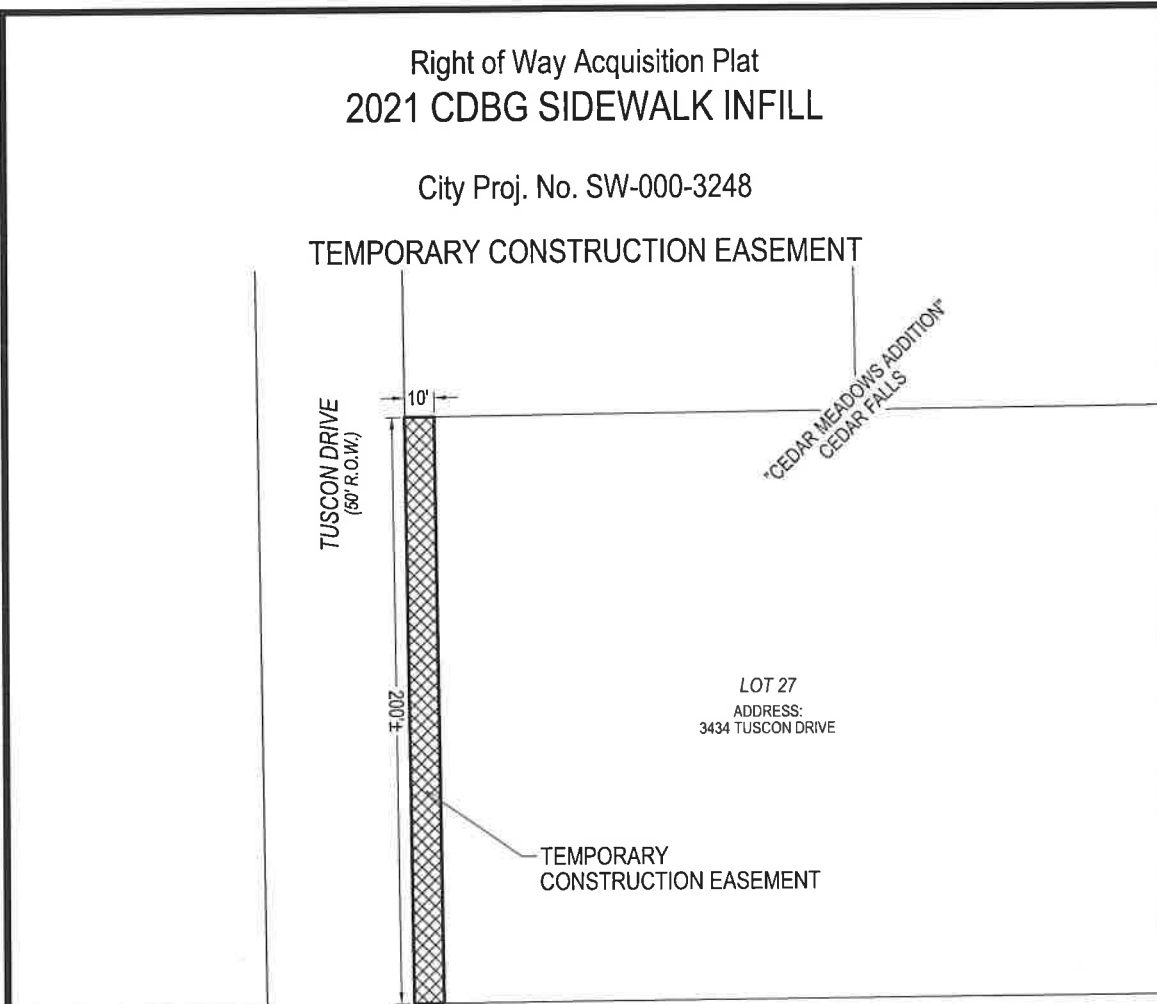 Right of Way Acquisition Plat
2021 CDBG SIDEWALK INFILL
City Proj. No. SW-000-3248
TEMPORARY CONSTRUCTION EASEMENT
"CEDAR MEADOWS ADDITION"
CEDAR FALLS
10'
TUSCON DRIVE
(50' R.O.W.)
200'±
LOT 27
ADDRESS:
3434 TUSCON DRIVE
TEMPORARY
CONSTRUCTION EASEMENT